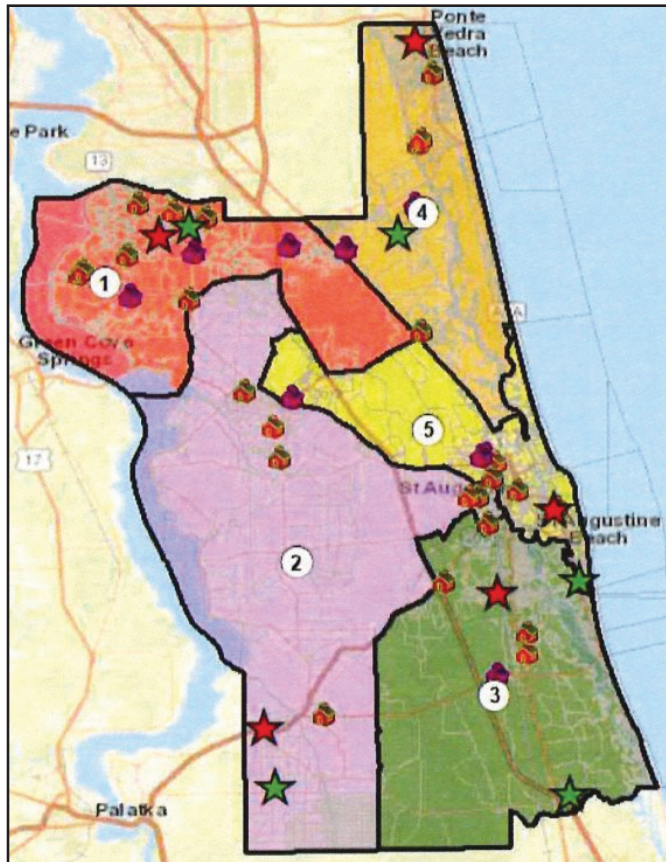 Ponte
Vedra
Beach
e Park
13
4
1
A1A
Green Cove
Springs
5
17
St Augu
St Augustine
Beach
2
3
Palatka